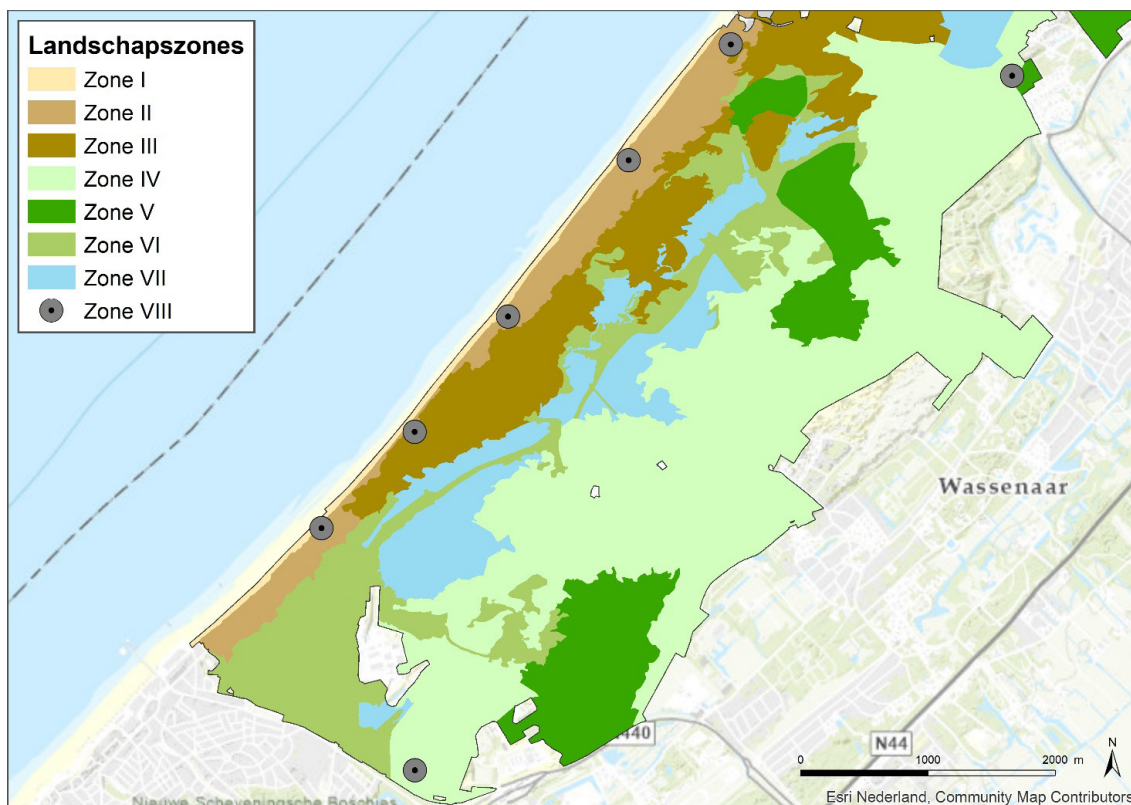 Landschapszones
Zone I
Zone II
Zone III
Zone IV
Zone V
Zone VI
Zone VII
Zone VIII
Wassenaar
440
N44
0 1000 2000 m
N
Nieuwe Scheveningsche Boschjes
Esri Nederland, Community Map Contributors